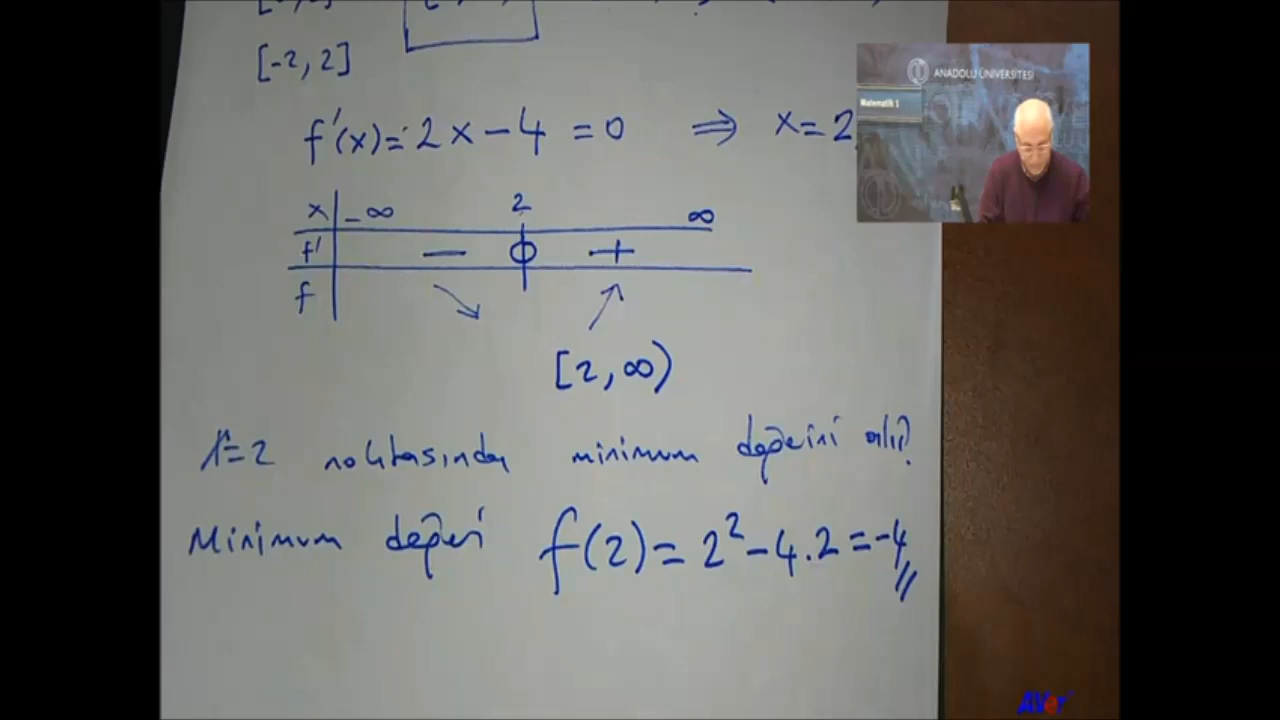 [-2, 2]
f'(x) = 2x - 4 = 0 ⇒ x = 2
x -∞ 2 ∞
f' — 0 +
f ↘ ↗
[2, ∞)
x=2 noktasında minimum değerini alır.
Minimum değeri f(2) = 2² - 4.2 = -4 //
ANADOLU ÜNİVERSİTESİ
Matematik 1
AVer